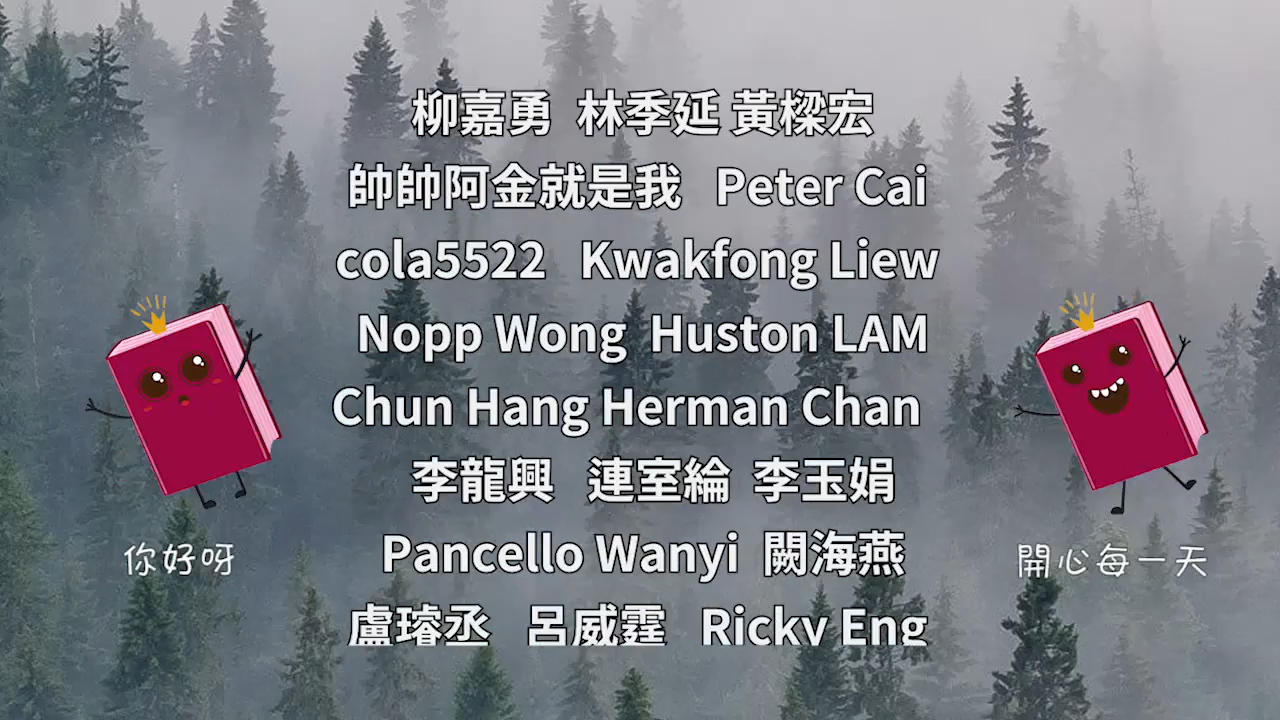 柳嘉勇 林季延 黃樑宏
帥帥阿金就是我 Peter Cai
cola5522 Kwakfong Liew
Nopp Wong Huston LAM
Chun Hang Herman Chan
李龍興 連室綸 李玉娟
Pancello Wanyi 闕海燕
盧璿丞 呂威霆 Ricky Eng
你好呀
開心每一天